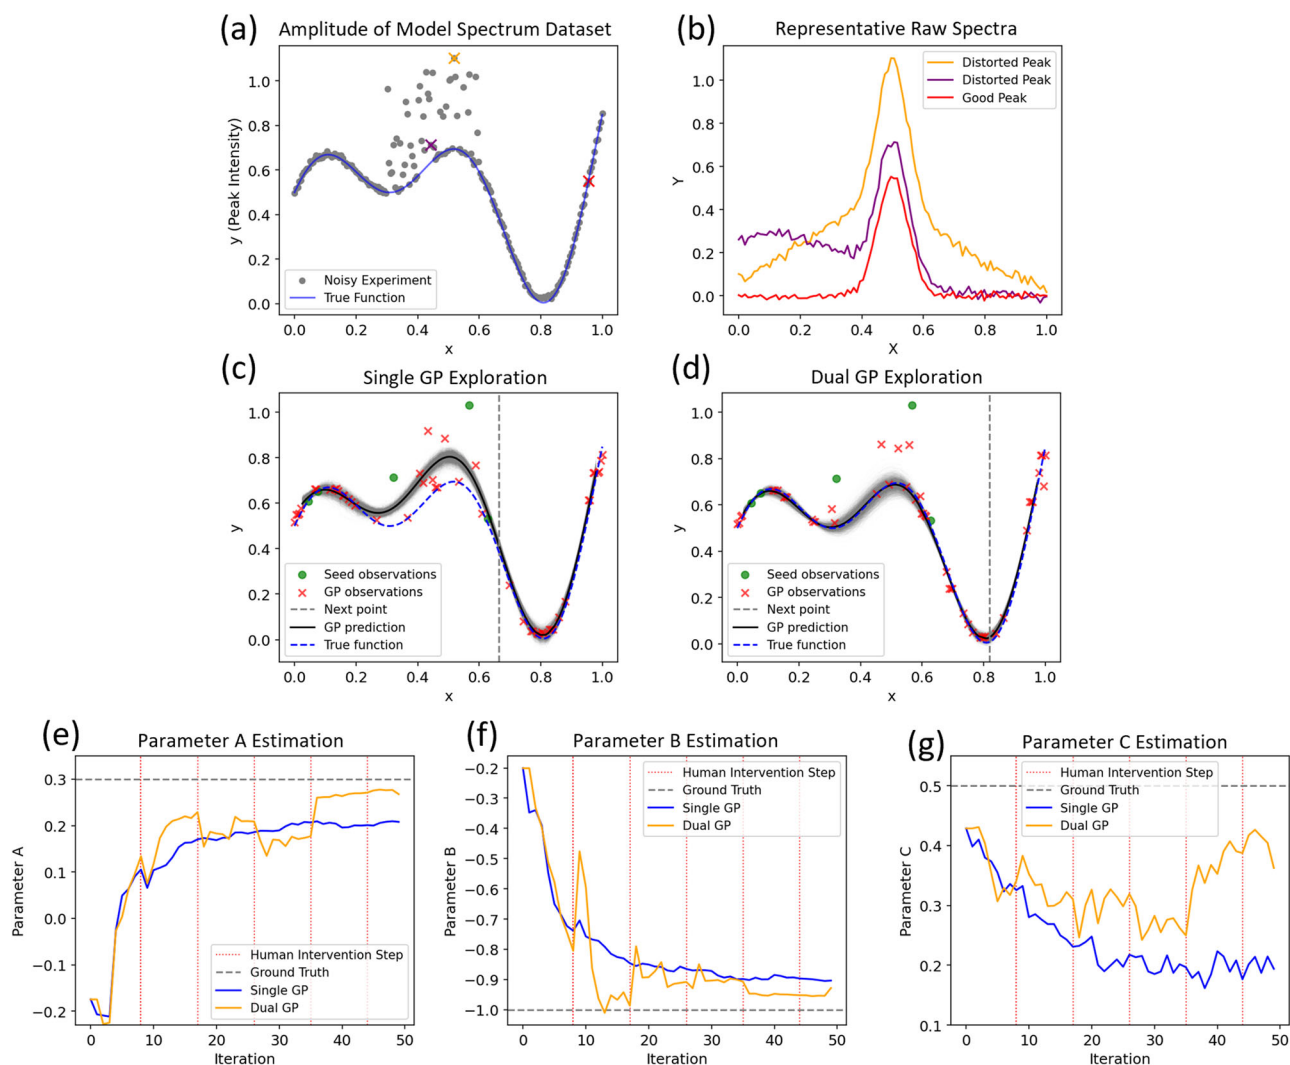 (a) Amplitude of Model Spectrum Dataset
y (Peak Intensity)
1.0
0.8
0.6
0.4
0.2
0.0
Noisy Experiment
True Function
0.0 0.2 0.4 0.6 0.8 1.0
x
(b) Representative Raw Spectra
Y
1.0
0.8
0.6
0.4
0.2
0.0
Distorted Peak
Distorted Peak
Good Peak
0.0 0.2 0.4 0.6 0.8 1.0
X
(c) Single GP Exploration
y
1.0
0.8
0.6
0.4
0.2
0.0
Seed observations
GP observations
Next point
GP prediction
True function
0.0 0.2 0.4 0.6 0.8 1.0
x
(d) Dual GP Exploration
y
1.0
0.8
0.6
0.4
0.2
0.0
Seed observations
GP observations
Next point
GP prediction
True function
0.0 0.2 0.4 0.6 0.8 1.0
x
(e) Parameter A Estimation
Parameter A
0.3
0.2
0.1
0.0
−0.1
−0.2
Human Intervention Step
Ground Truth
Single GP
Dual GP
0 10 20 30 40 50
Iteration
(f) Parameter B Estimation
Parameter B
−0.2
−0.3
−0.4
−0.5
−0.6
−0.7
−0.8
−0.9
−1.0
Human Intervention Step
Ground Truth
Single GP
Dual GP
0 10 20 30 40 50
Iteration
(g) Parameter C Estimation
Parameter C
0.5
0.4
0.3
0.2
0.1
Human Intervention Step
Ground Truth
Single GP
Dual GP
0 10 20 30 40 50
Iteration